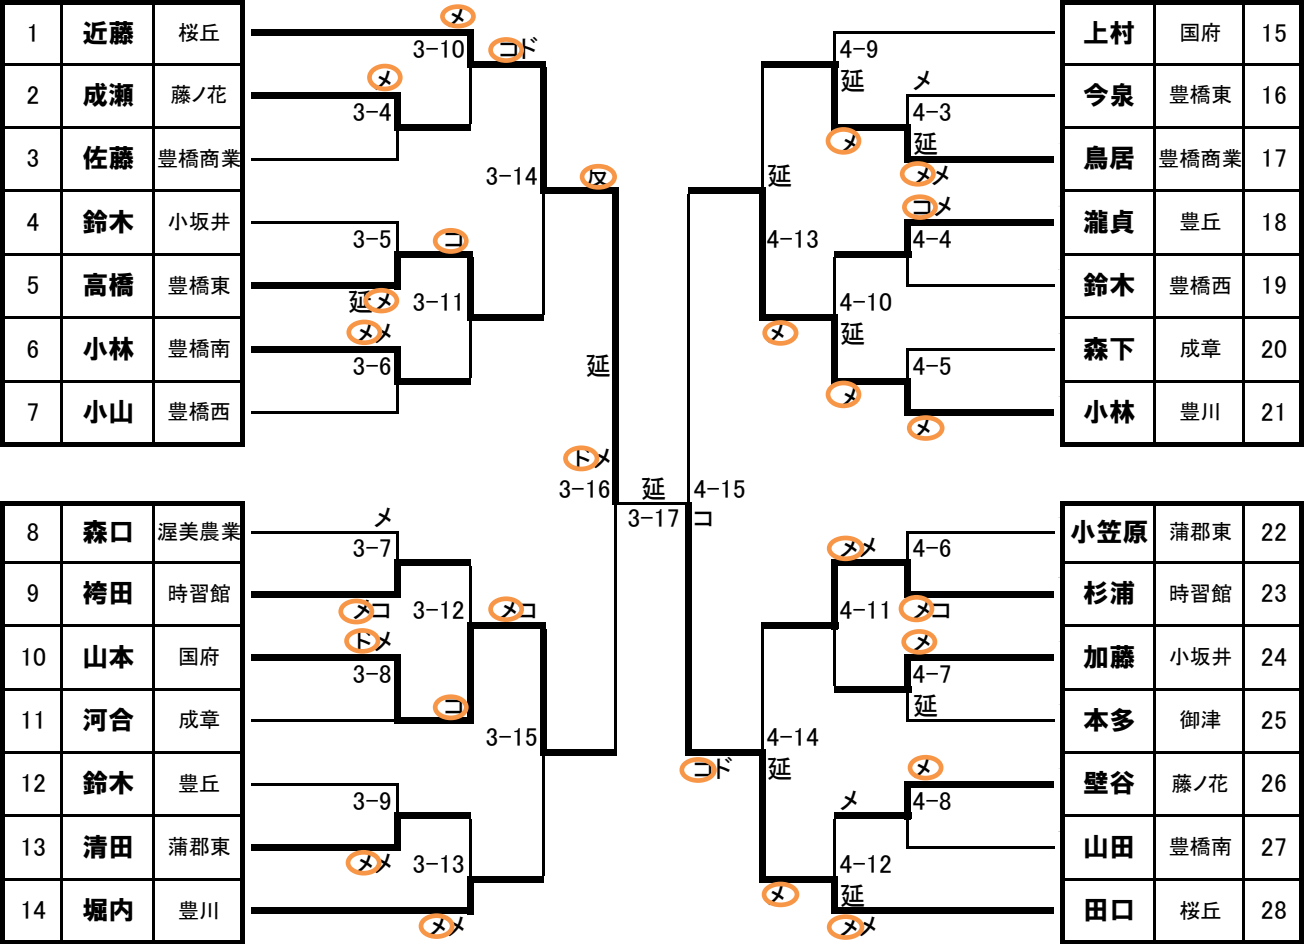 1 近藤 桜丘
2 成瀬 藤ノ花
3 佐藤 豊橋商業
4 鈴木 小坂井
5 高橋 豊橋東
6 小林 豊橋南
7 小山 豊橋西
8 森口 渥美農業
9 袴田 時習館
10 山本 国府
11 河合 成章
12 鈴木 豊丘
13 清田 蒲郡東
14 堀内 豊川
メ
3-10
コド
メ
3-4
3-14
反
3-5
コ
延メ
3-11
メメ
3-6
延
ドメ
3-16
メ
3-7
メコ
3-12
メコ
ドメ
3-8
コ
3-15
3-9
メメ
3-13
メメ
延
3-17
4-15
コ
4-9
延
メ
4-3
延
メ
メメ
延
コメ
4-13
4-4
4-10
延
メ
4-5
メ
メ
メメ
4-6
4-11
メコ
メ
4-7
延
4-14
延
コド
メ
メ
4-8
4-12
メ
延
メメ
上村 国府 15
今泉 豊橋東 16
鳥居 豊橋商業 17
瀧貞 豊丘 18
鈴木 豊橋西 19
森下 成章 20
小林 豊川 21
小笠原 蒲郡東 22
杉浦 時習館 23
加藤 小坂井 24
本多 御津 25
壁谷 藤ノ花 26
山田 豊橋南 27
田口 桜丘 28